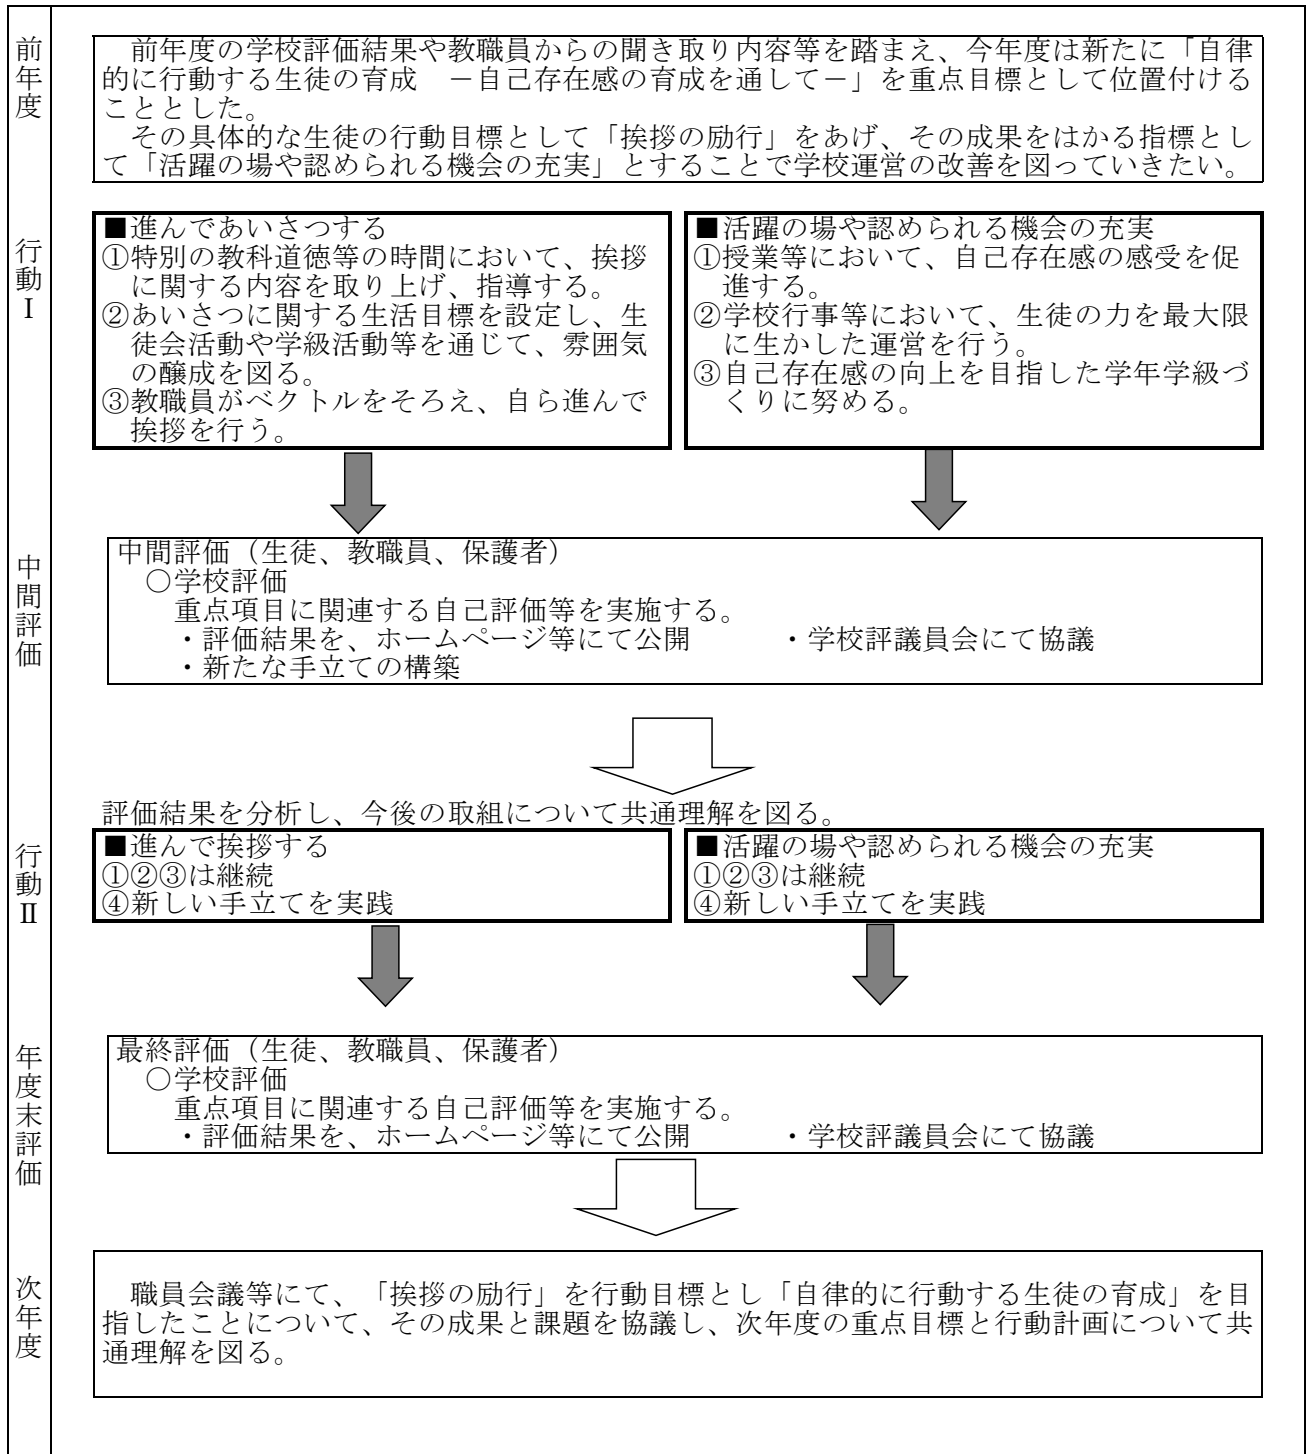 前年度
　前年度の学校評価結果や教職員からの聞き取り内容等を踏まえ、今年度は新たに「自律
的に行動する生徒の育成　－自己存在感の育成を通して－」を重点目標として位置付ける
こととした。
　その具体的な生徒の行動目標として「挨拶の励行」をあげ、その成果をはかる指標とし
て「活躍の場や認められる機会の充実」とすることで学校運営の改善を図っていきたい。
行動Ⅰ
■進んであいさつする
①特別の教科道徳等の時間において、挨拶
に関する内容を取り上げ、指導する。
②あいさつに関する生活目標を設定し、生
徒会活動や学級活動等を通じて、雰囲気
の醸成を図る。
③教職員がベクトルをそろえ、自ら進んで
挨拶を行う。
■活躍の場や認められる機会の充実
①授業等において、自己存在感の感受を促
進する。
②学校行事等において、生徒の力を最大限
に生かした運営を行う。
③自己存在感の向上を目指した学年学級づ
くりに努める。
中間評価
中間評価（生徒、教職員、保護者）
○学校評価
重点項目に関連する自己評価等を実施する。
・評価結果を、ホームページ等にて公開　　　・学校評議員会にて協議
・新たな手立ての構築
評価結果を分析し、今後の取組について共通理解を図る。
行動Ⅱ
■進んで挨拶する
①②③は継続
④新しい手立てを実践
■活躍の場や認められる機会の充実
①②③は継続
④新しい手立てを実践
年度末評価
最終評価（生徒、教職員、保護者）
○学校評価
重点項目に関連する自己評価等を実施する。
・評価結果を、ホームページ等にて公開　　　・学校評議員会にて協議
次年度
　職員会議等にて、「挨拶の励行」を行動目標とし「自律的に行動する生徒の育成」を目
指したことについて、その成果と課題を協議し、次年度の重点目標と行動計画について共
通理解を図る。